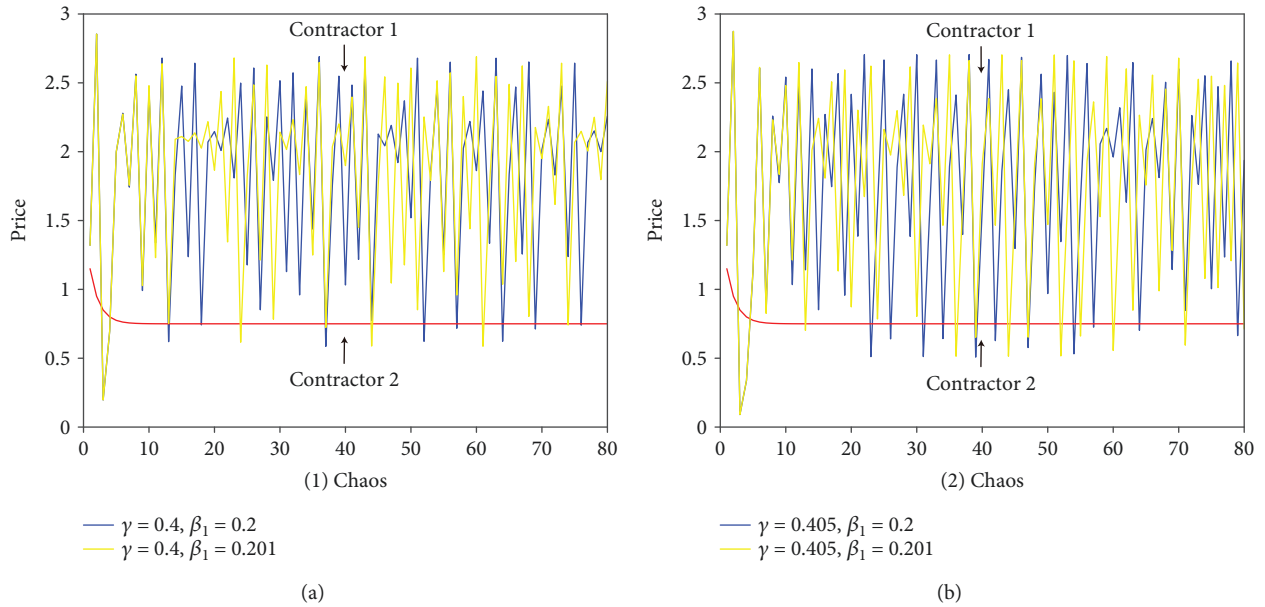 3
2.5
2
1.5
1
0.5
0
Price
Contractor 1
Contractor 2
0 10 20 30 40 50 60 70 80
(1) Chaos
γ = 0.4, β1 = 0.2
γ = 0.4, β1 = 0.201
(a)
3
2.5
2
1.5
1
0.5
0
Price
Contractor 1
Contractor 2
0 10 20 30 40 50 60 70 80
(2) Chaos
γ = 0.405, β1 = 0.2
γ = 0.405, β1 = 0.201
(b)